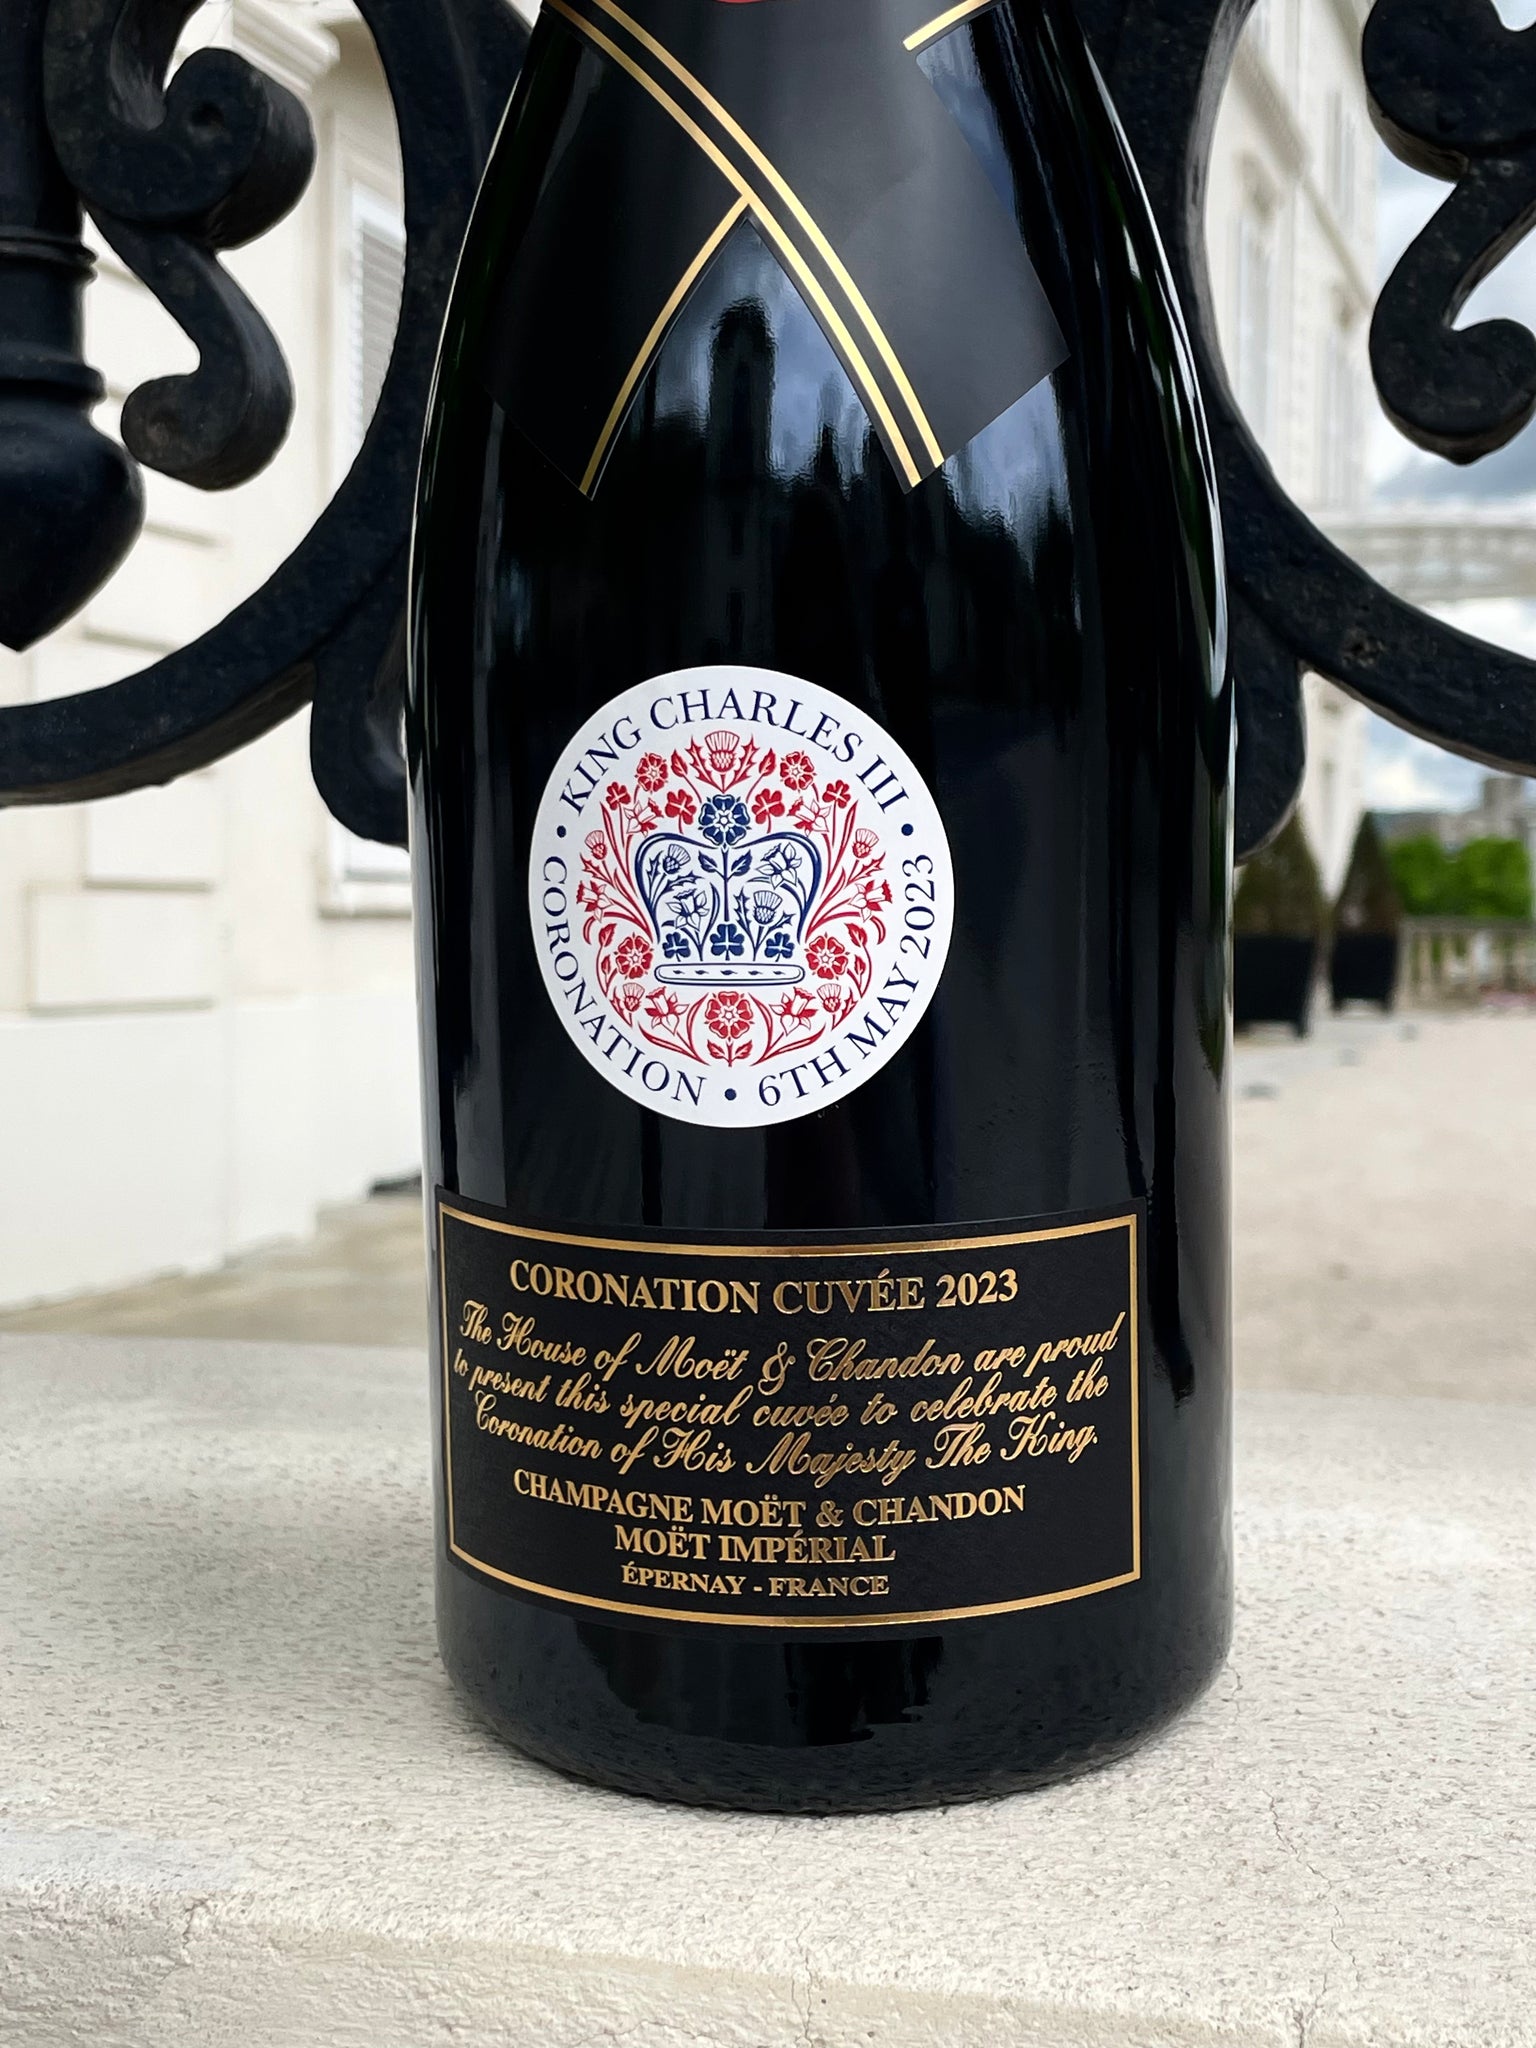 KING CHARLES III
CORONATION • 6TH MAY 2023
CORONATION CUVÉE 2023
The House of Moët & Chandon are proud
to present this special cuvée to celebrate the
Coronation of His Majesty The King.
CHAMPAGNE MOËT & CHANDON
MOËT IMPÉRIAL
ÉPERNAY - FRANCE